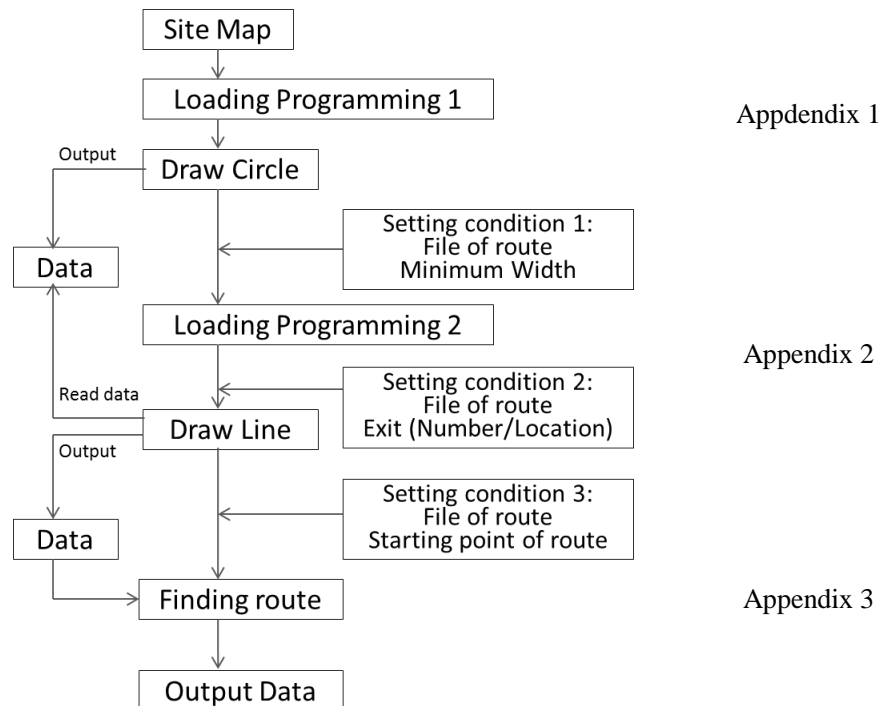 Site Map
Loading Programming 1
Appdendix 1
Output
Draw Circle
Setting condition 1:
File of route
Minimum Width
Data
Loading Programming 2
Appendix 2
Setting condition 2:
File of route
Exit (Number/Location)
Read data
Draw Line
Output
Setting condition 3:
File of route
Starting point of route
Data
Finding route
Appendix 3
Output Data